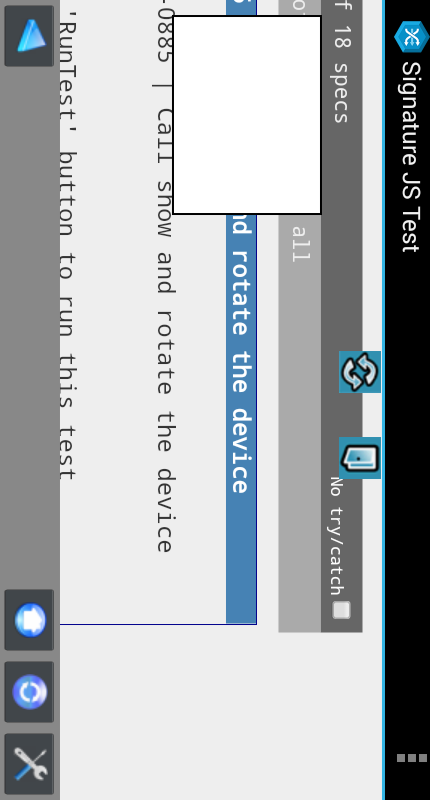 Signature JS Test
18 specs
No try/catch
all
rotate the device
-0885 | Call show and rotate the device
'RunTest' button to run this test